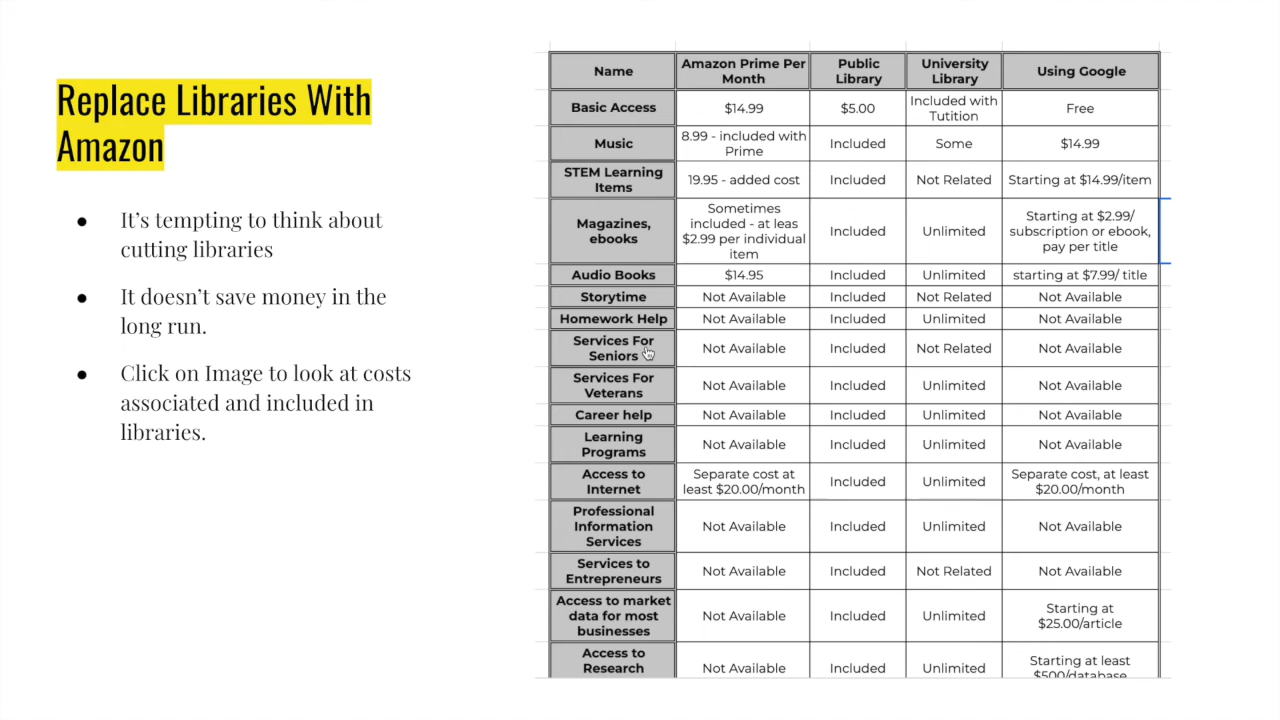 Replace Libraries With
Amazon
● It’s tempting to think about
cutting libraries
● It doesn’t save money in the
long run.
● Click on Image to look at costs
associated and included in
libraries.
Name Amazon Prime Per Month Public Library University Library Using Google
Basic Access $14.99 $5.00 Included with Tutition Free
Music 8.99 - included with Prime Included Some $14.99
STEM Learning Items 19.95 - added cost Included Not Related Starting at $14.99/item
Magazines, ebooks Sometimes included - at leas $2.99 per individual item Included Unlimited Starting at $2.99/ subscription or ebook, pay per title
Audio Books $14.95 Included Unlimited starting at $7.99/ title
Storytime Not Available Included Not Related Not Available
Homework Help Not Available Included Unlimited Not Available
Services For Seniors Not Available Included Not Related Not Available
Services For Veterans Not Available Included Unlimited Not Available
Career help Not Available Included Unlimited Not Available
Learning Programs Not Available Included Unlimited Not Available
Access to Internet Separate cost at least $20.00/month Included Unlimited Separate cost, at least $20.00/month
Professional Information Services Not Available Included Unlimited Not Available
Services to Entrepreneurs Not Available Included Not Related Not Available
Access to market data for most businesses Not Available Included Unlimited Starting at $25.00/article
Access to Research Not Available Included Unlimited Starting at least $500/database